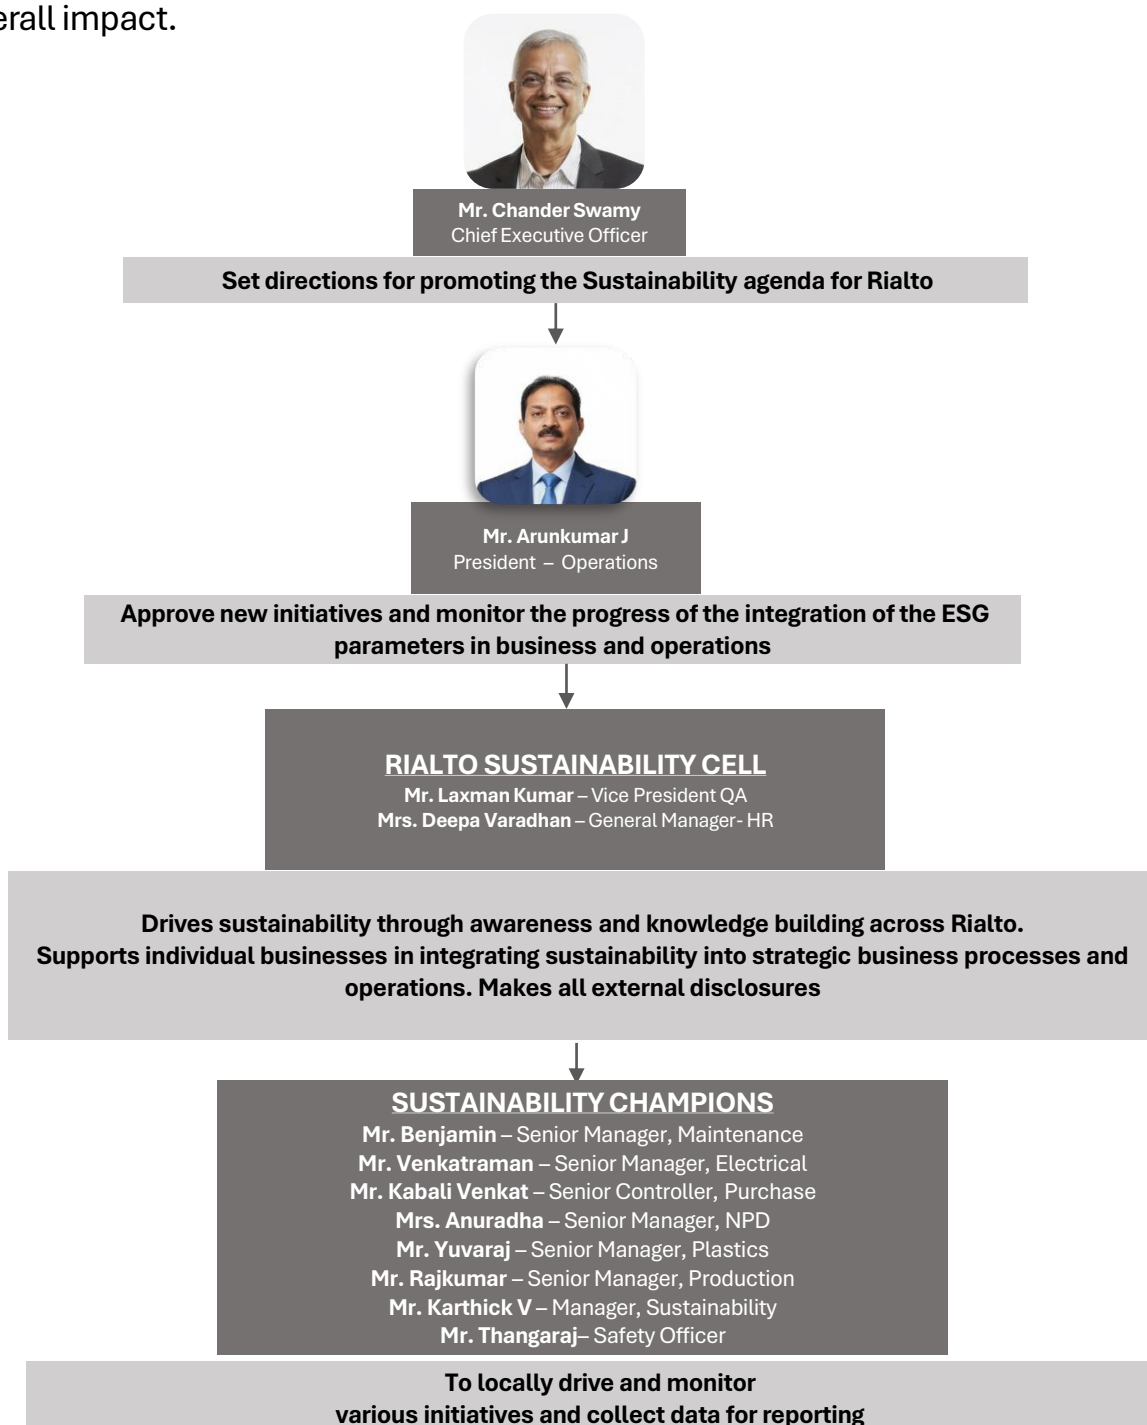 erall impact.
Mr. Chander Swamy
Chief Executive Officer
Set directions for promoting the Sustainability agenda for Rialto
Mr. Arunkumar J
President – Operations
Approve new initiatives and monitor the progress of the integration of the ESG
parameters in business and operations
RIALTO SUSTAINABILITY CELL
Mr. Laxman Kumar – Vice President QA
Mrs. Deepa Varadhan – General Manager- HR
Drives sustainability through awareness and knowledge building across Rialto.
Supports individual businesses in integrating sustainability into strategic business processes and
operations. Makes all external disclosures
SUSTAINABILITY CHAMPIONS
Mr. Benjamin – Senior Manager, Maintenance
Mr. Venkatraman – Senior Manager, Electrical
Mr. Kabali Venkat – Senior Controller, Purchase
Mrs. Anuradha – Senior Manager, NPD
Mr. Yuvaraj – Senior Manager, Plastics
Mr. Rajkumar – Senior Manager, Production
Mr. Karthick V – Manager, Sustainability
Mr. Thangaraj– Safety Officer
To locally drive and monitor
various initiatives and collect data for reporting